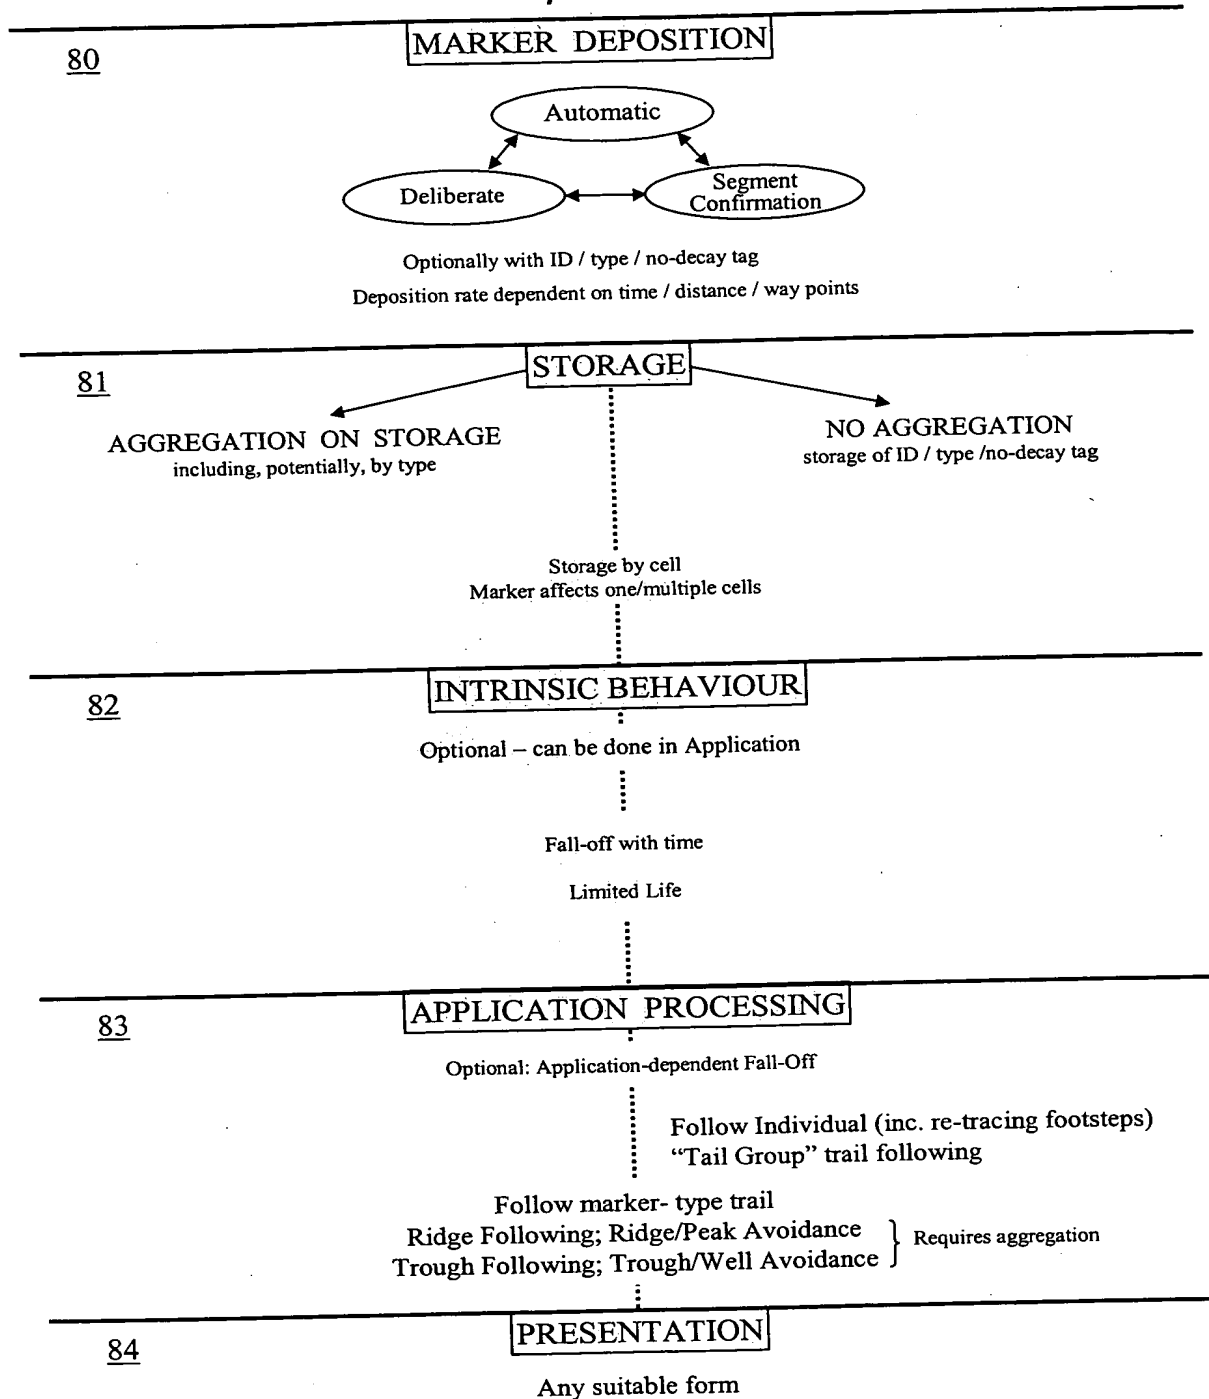 80
MARKER DEPOSITION
Automatic
Deliberate
Segment
Confirmation
Optionally with ID / type / no-decay tag
Deposition rate dependent on time / distance / way points
81
STORAGE
AGGREGATION ON STORAGE
including, potentially, by type
NO AGGREGATION
storage of ID / type /no-decay tag
Storage by cell
Marker affects one/multiple cells
82
INTRINSIC BEHAVIOUR
Optional – can be done in Application
Fall-off with time
Limited Life
83
APPLICATION PROCESSING
Optional: Application-dependent Fall-Off
Follow Individual (inc. re-tracing footsteps)
“Tail Group” trail following
Follow marker- type trail
Ridge Following; Ridge/Peak Avoidance
Trough Following; Trough/Well Avoidance
Requires aggregation
84
PRESENTATION
Any suitable form